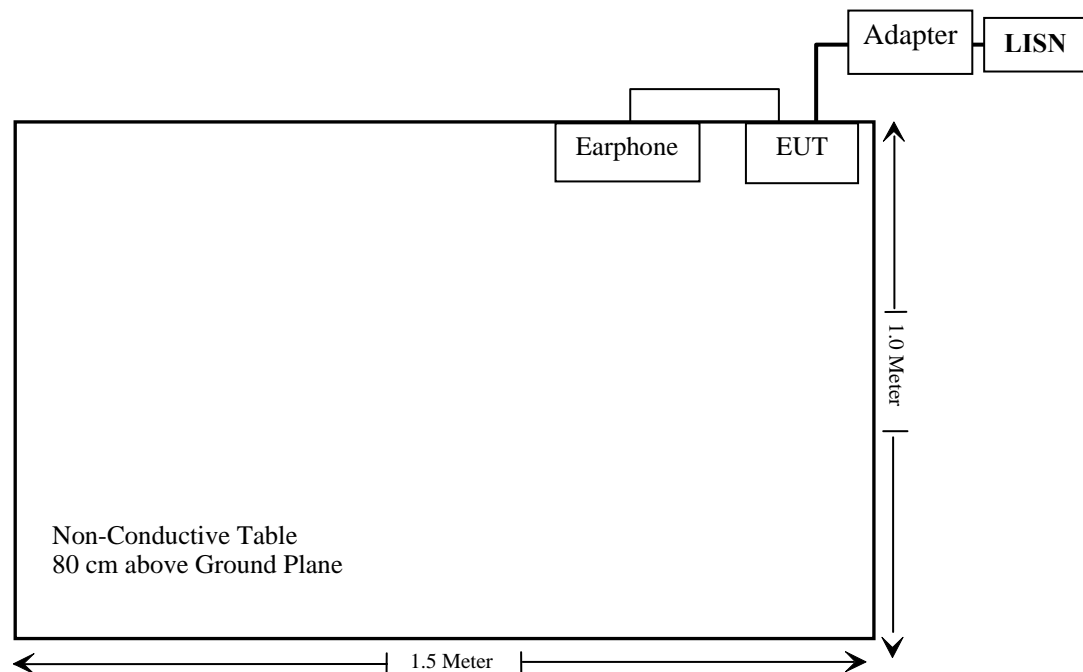 Adapter
LISN
Earphone
EUT
1.0 Meter
Non-Conductive Table
80 cm above Ground Plane
1.5 Meter